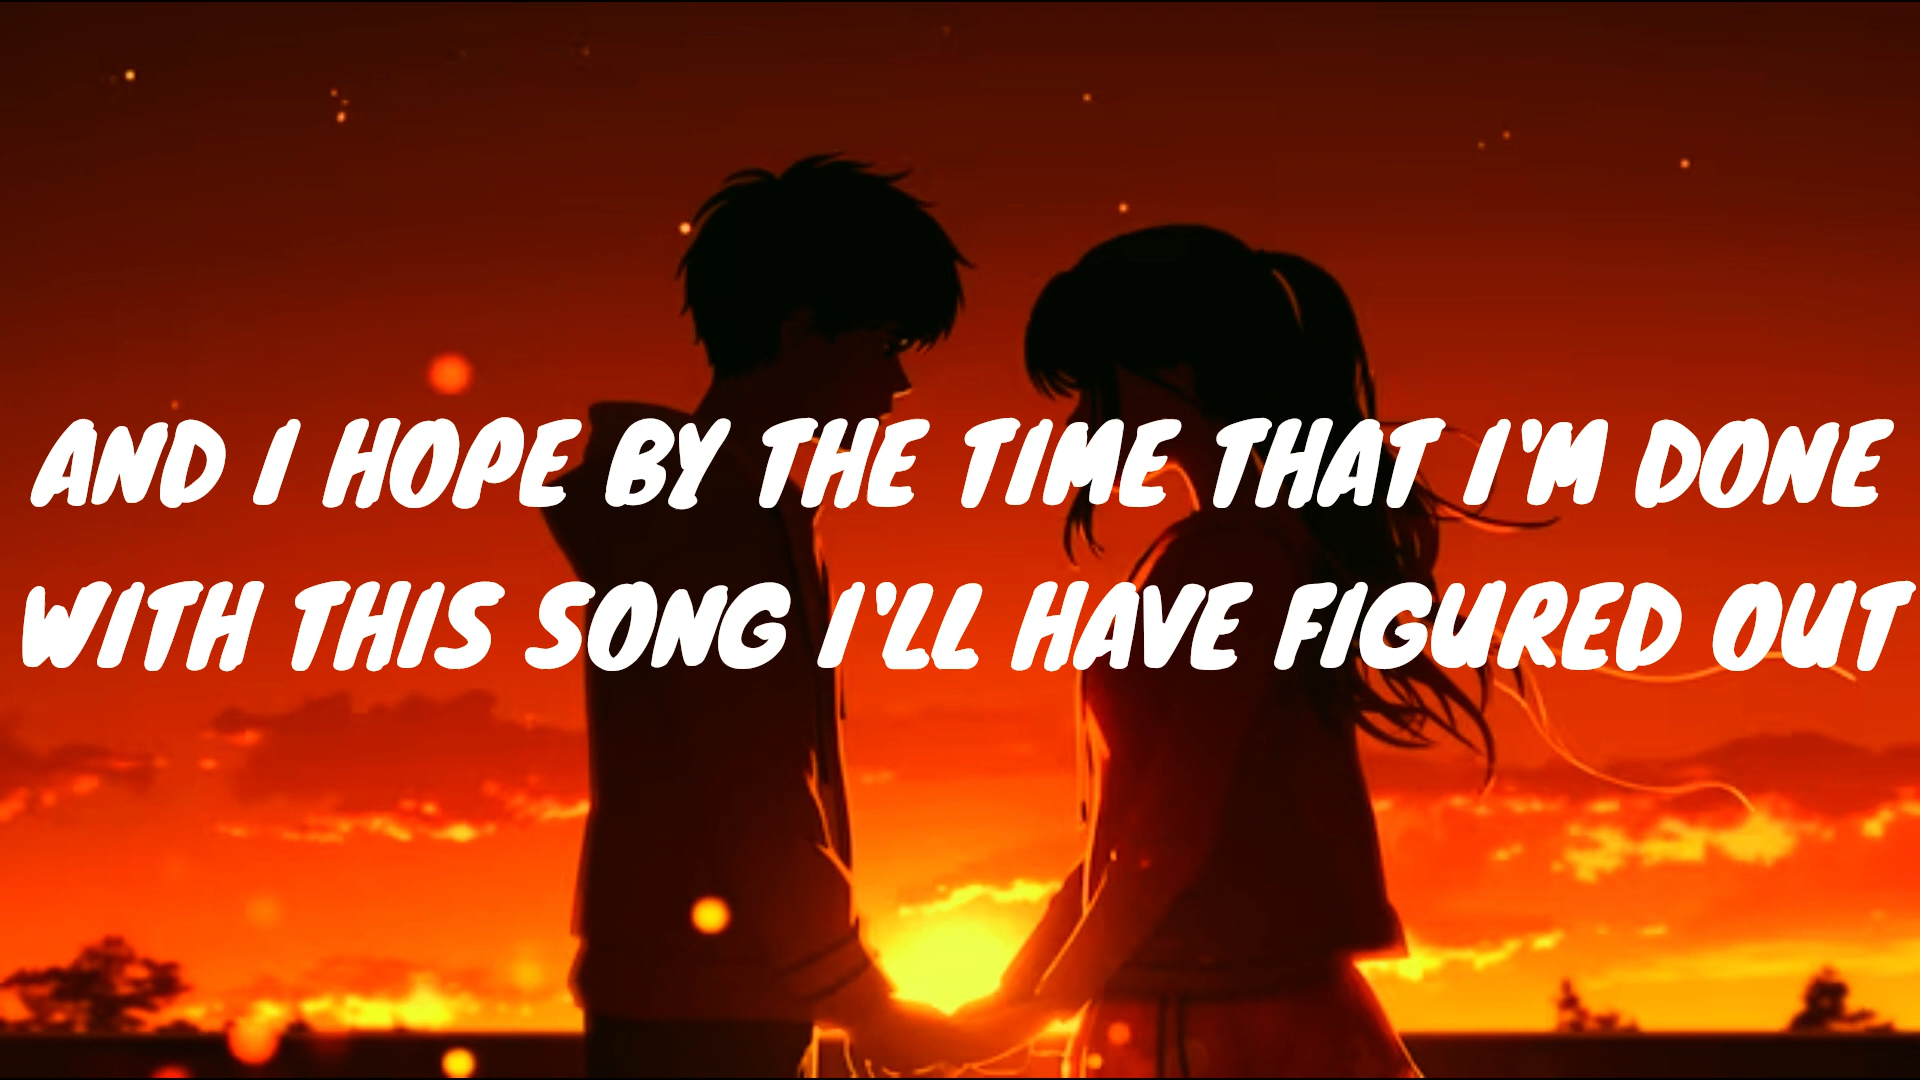 AND I HOPE BY THE TIME THAT I'M DONE
WITH THIS SONG I'LL HAVE FIGURED OUT